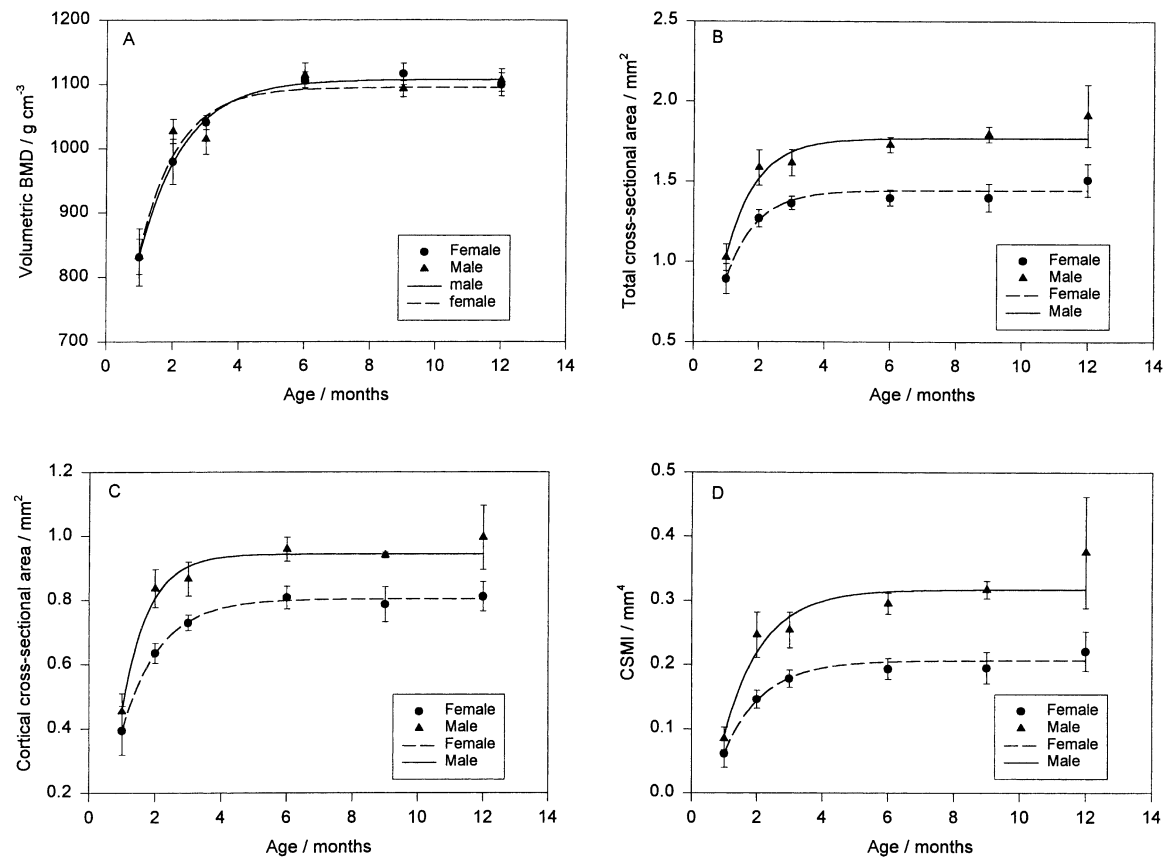 A
Volumetric BMD / g cm⁻³
1200
1100
1000
900
800
700
0 2 4 6 8 10 12 14
Age / months
Female
Male
male
female
B
Total cross-sectional area / mm²
2.5
2.0
1.5
1.0
0.5
0 2 4 6 8 10 12 14
Age / months
Female
Male
Female
Male
C
Cortical cross-sectional area / mm²
1.2
1.0
0.8
0.6
0.4
0.2
0 2 4 6 8 10 12 14
Age / months
Female
Male
Female
Male
D
CSMI / mm⁴
0.5
0.4
0.3
0.2
0.1
0.0
0 2 4 6 8 10 12 14
Age / months
Female
Male
Female
Male